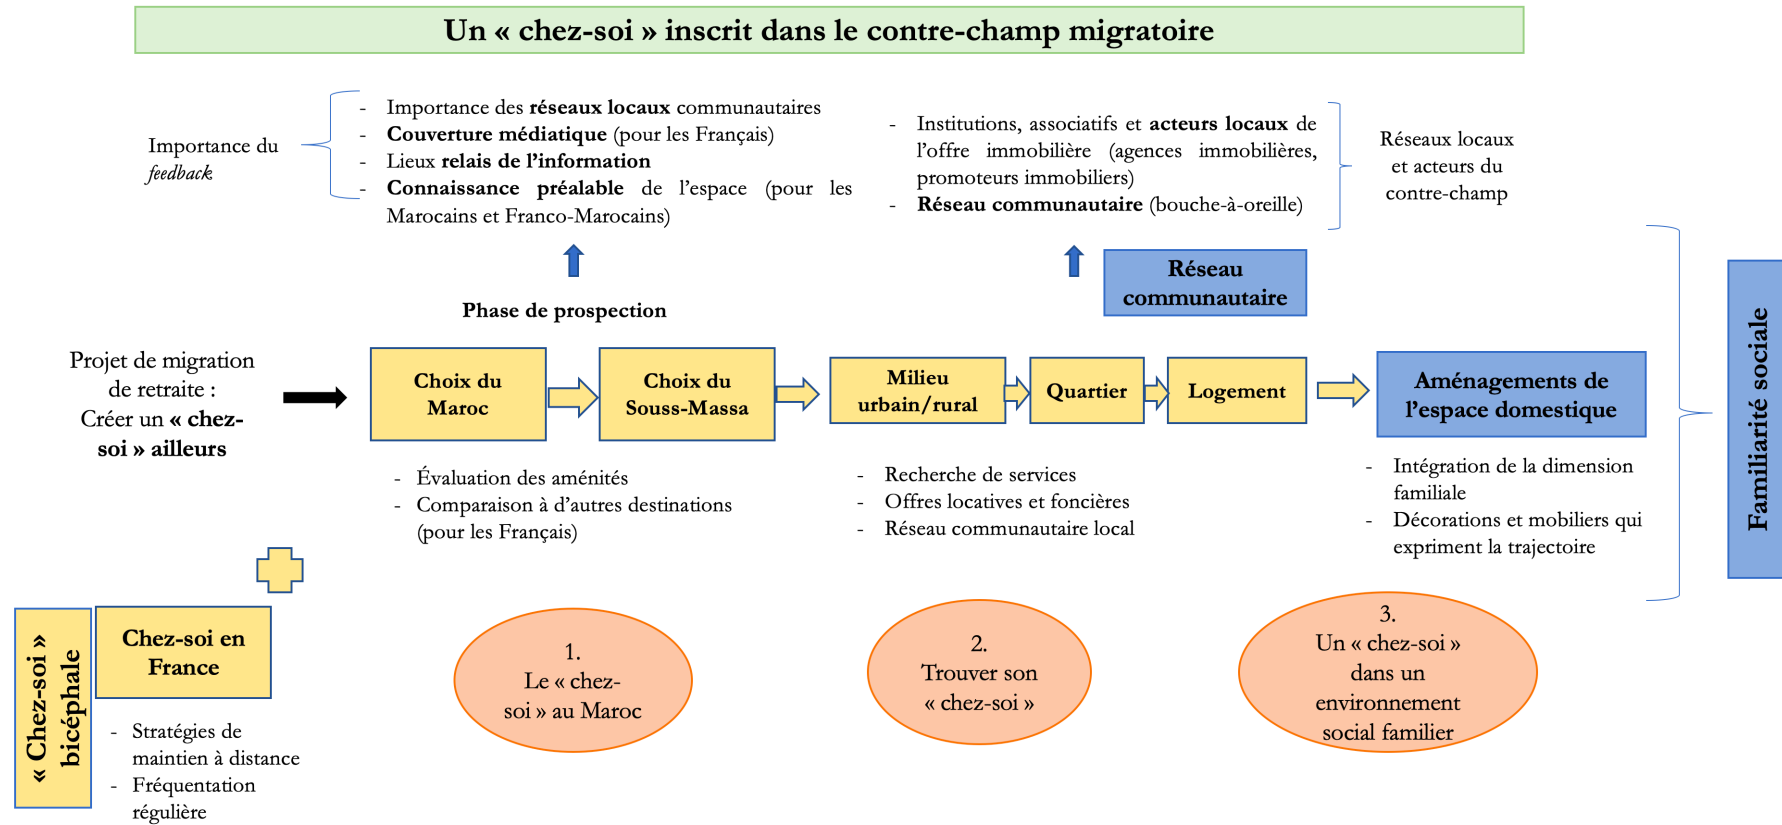 Un « chez-soi » inscrit dans le contre-champ migratoire
Importance du
feedback
- Importance des réseaux locaux communautaires
- Couverture médiatique (pour les Français)
- Lieux relais de l'information
- Connaissance préalable de l'espace (pour les
Marocains et Franco-Marocains)
- Institutions, associatifs et acteurs locaux de
l'offre immobilière (agences immobilières,
promoteurs immobiliers)
- Réseau communautaire (bouche-à-oreille)
Réseaux locaux
et acteurs du
contre-champ
Réseau
communautaire
Phase de prospection
Projet de migration
de retraite :
Créer un « chez-
soi » ailleurs
Choix du
Maroc
Choix du
Souss-Massa
Milieu
urbain/rural
Quartier
Logement
Aménagements de
l'espace domestique
Familiarité sociale
- Évaluation des aménités
- Comparaison à d'autres destinations
(pour les Français)
- Recherche de services
- Offres locatives et foncières
- Réseau communautaire local
- Intégration de la dimension
familiale
- Décorations et mobiliers qui
expriment la trajectoire
« Chez-soi »
bicéphale
Chez-soi en
France
- Stratégies de
maintien à distance
- Fréquentation
régulière
1.
Le « chez-
soi » au Maroc
2.
Trouver son
« chez-soi »
3.
Un « chez-soi »
dans un
environnement
social familier